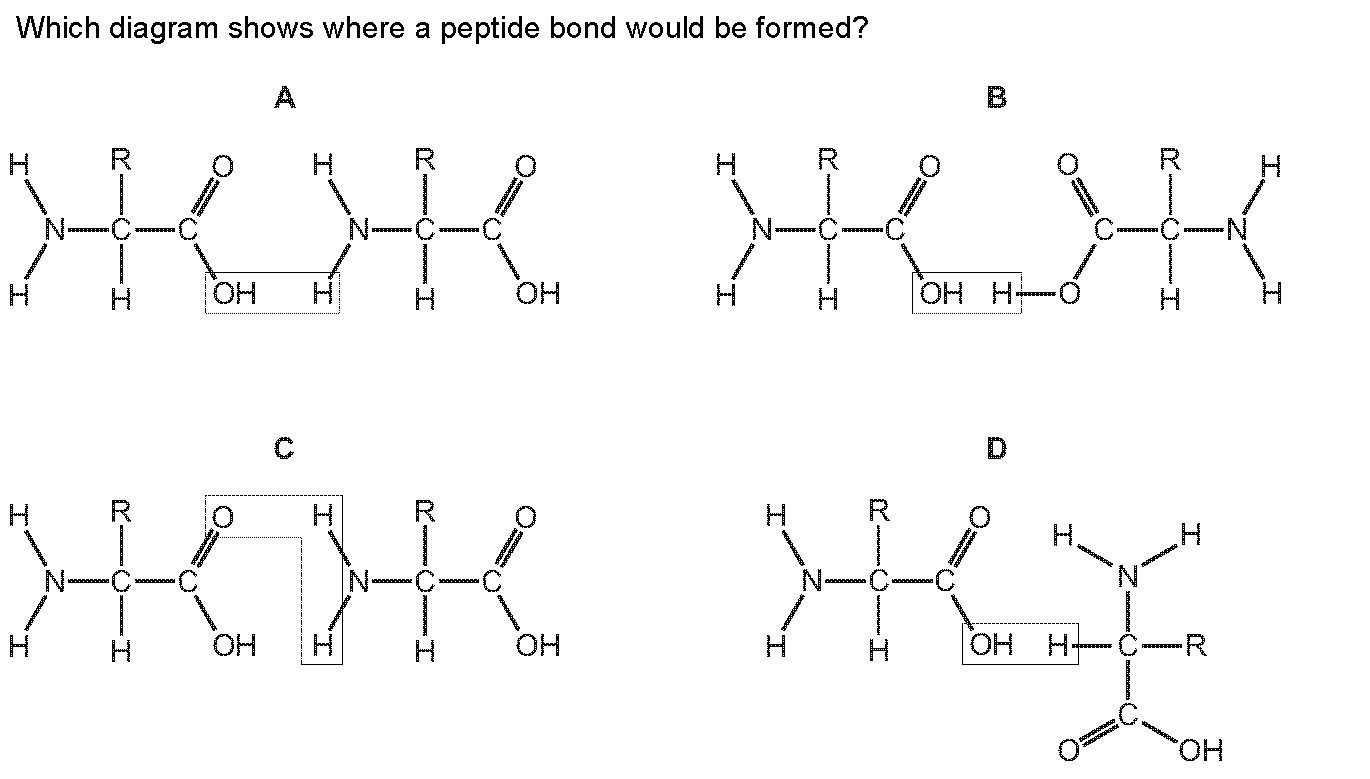 Which diagram shows where a peptide bond would be formed?
A
B
H R O H R O
H R O O R H
N C C N C C
N C C C C N
H H OH H H OH
H H OH H O H H
C
D
H R O H R O
H R O H H
N C C N C C
N C C N
H H OH H H OH
H H OH H C R
C
O OH